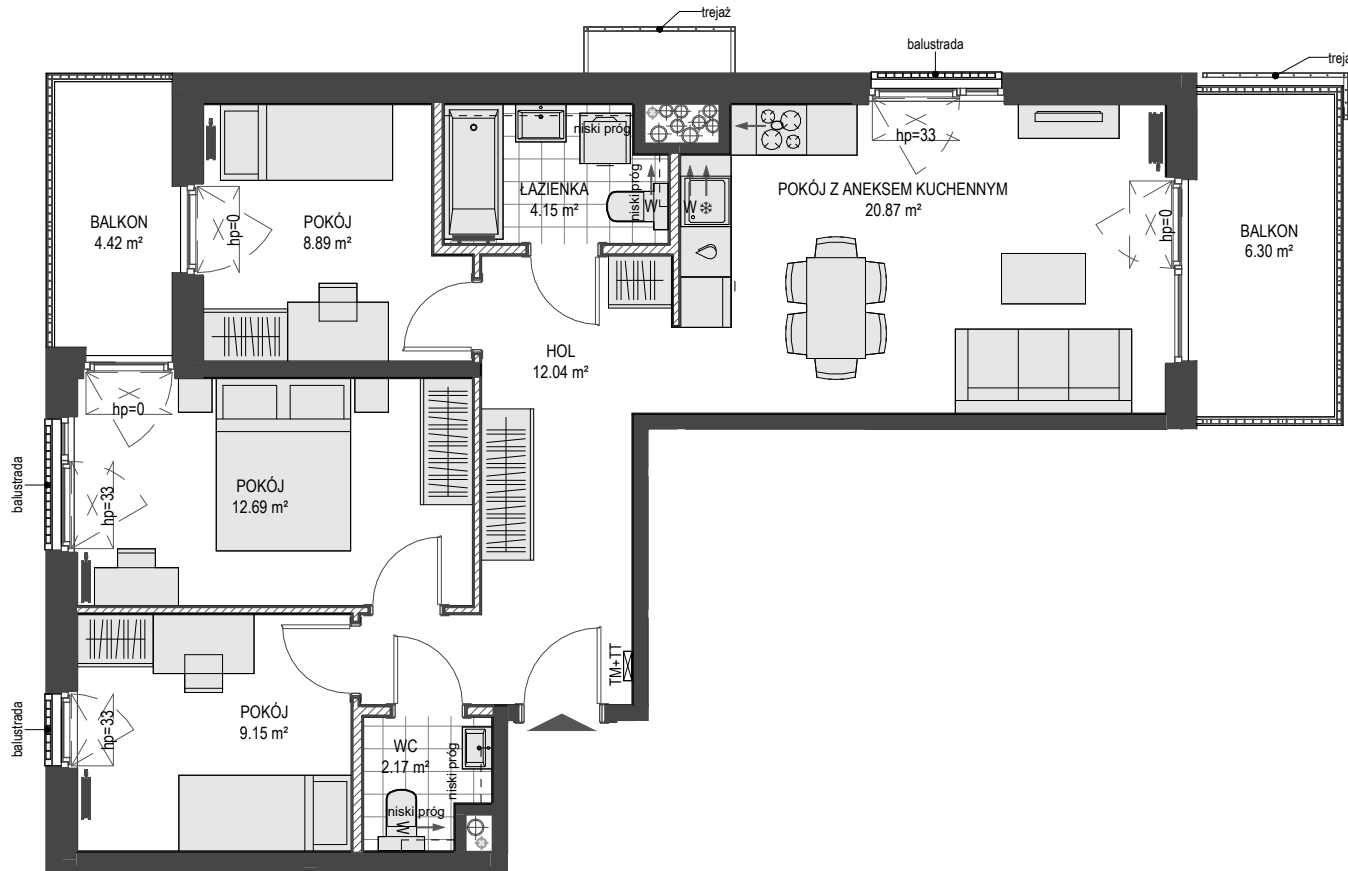 trejaż
balustrada
BALKON
4.42 m²
hp=0
POKÓJ
8.89 m²
ŁAZIENKA
4.15 m²
niski próg
niski próg
W
W
hp=33
POKÓJ Z ANEKSEM KUCHENNYM
20.87 m²
hp=0
BALKON
6.30 m²
HOL
12.04 m²
hp=0
balustrada
hp=33
POKÓJ
12.69 m²
TM+TT
balustrada
hp=33
POKÓJ
9.15 m²
WC
2.17 m²
niski próg
niski próg
W